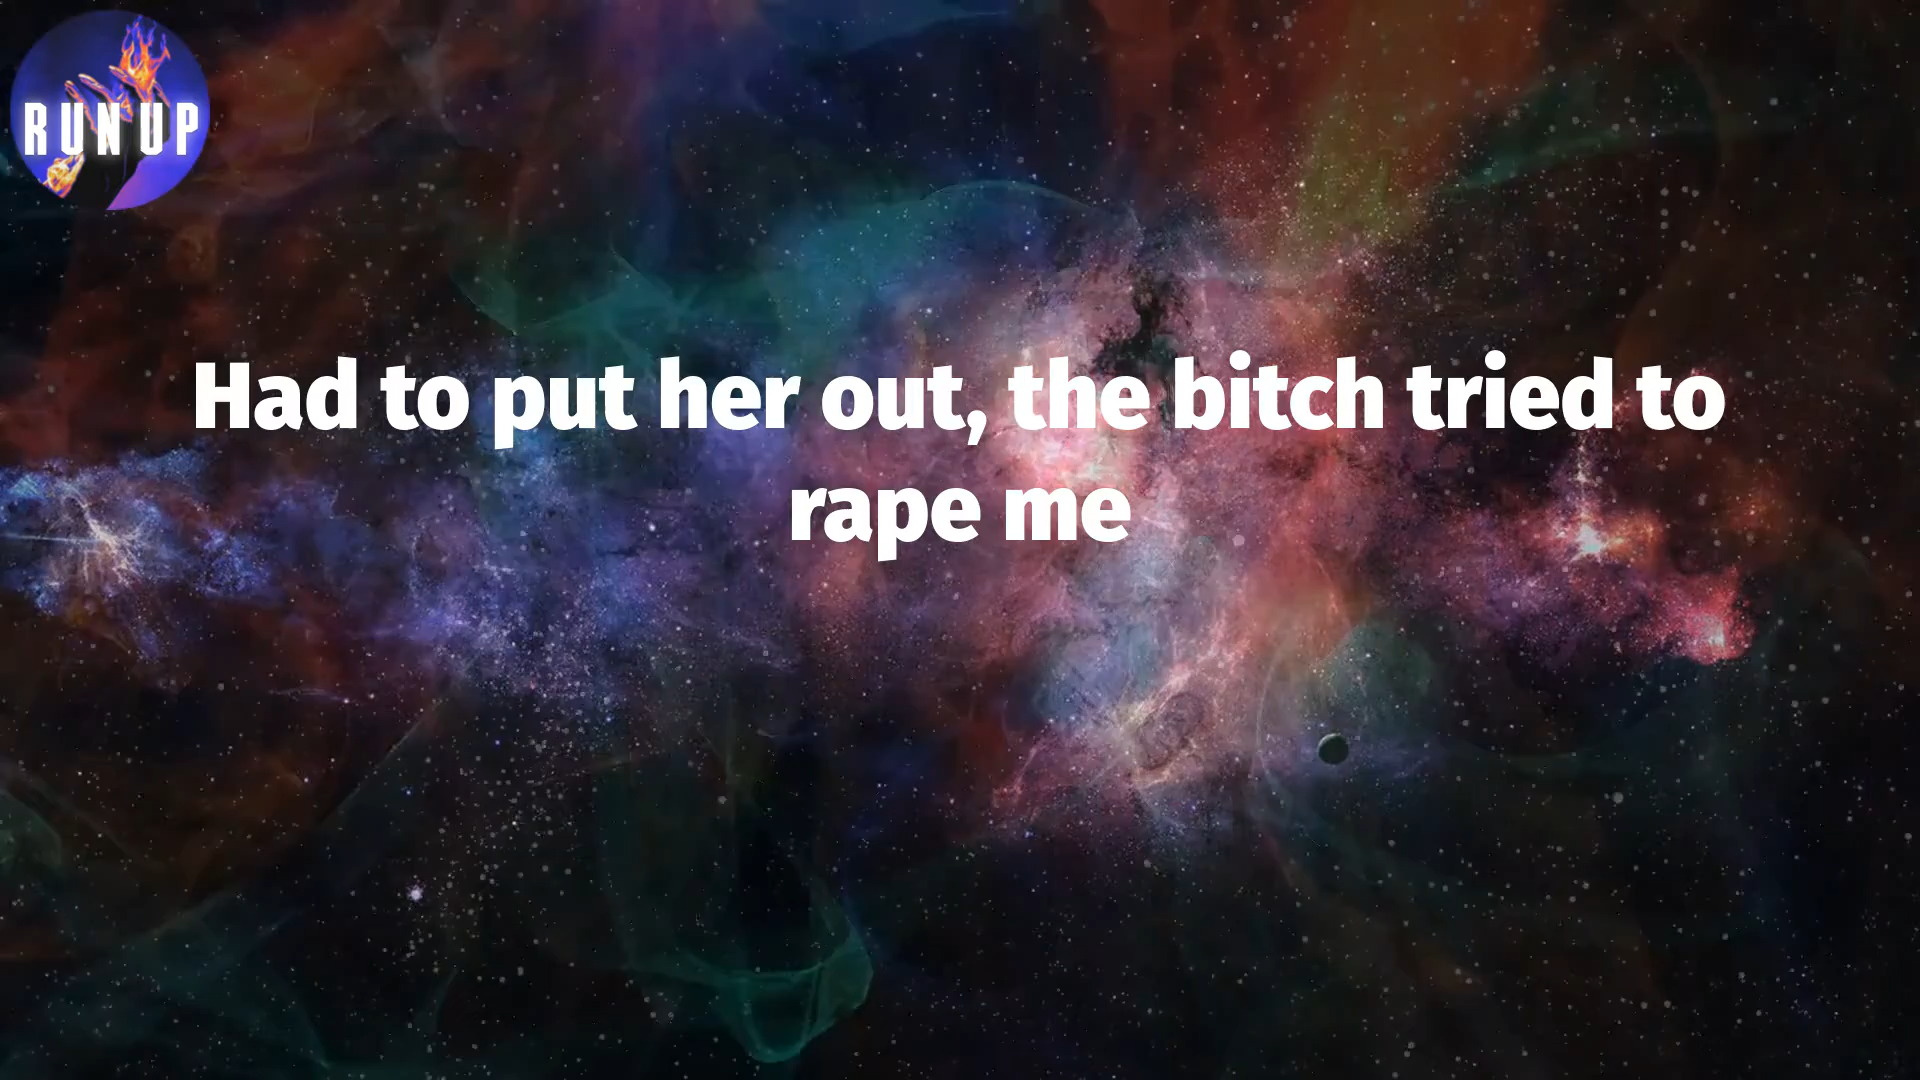 RUN UP
Had to put her out, the bitch tried to
rape me